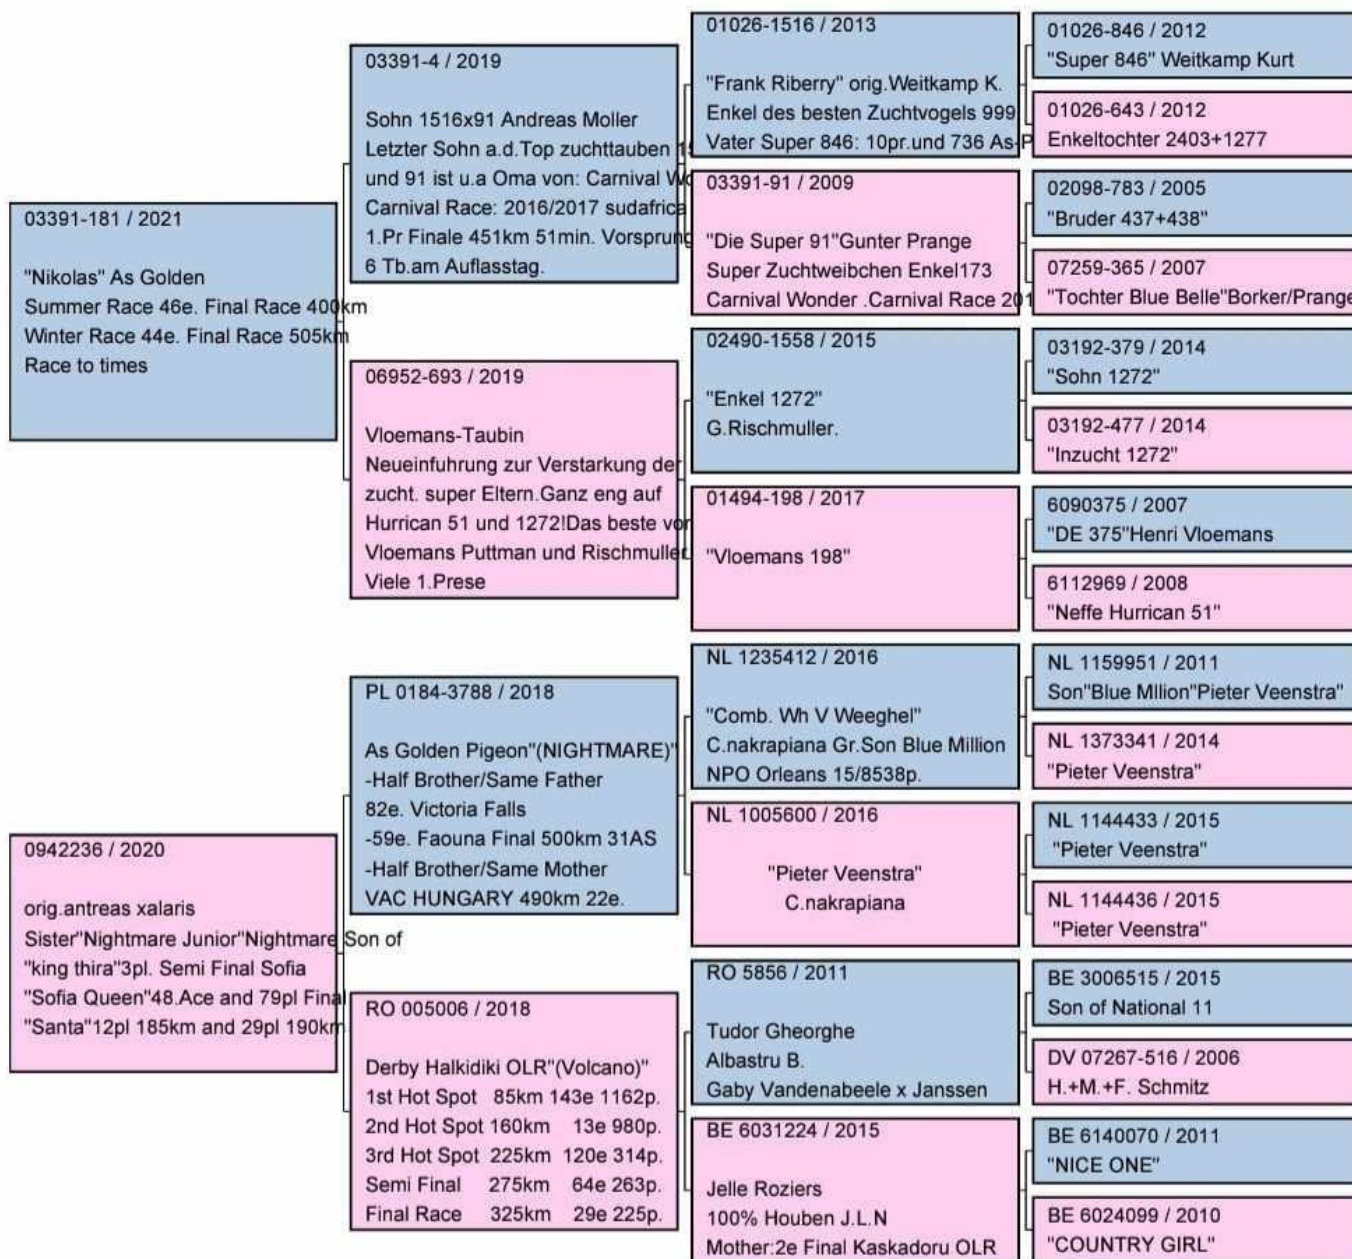 03391-181 / 2021
"Nikolas" As Golden
Summer Race 46e. Final Race 400km
Winter Race 44e. Final Race 505km
Race to times
0942236 / 2020
orig.antreas xalaris
Sister"Nightmare Junior"Nightmare Son of
"king thira"3pl. Semi Final Sofia
"Sofia Queen"48.Ace and 79pl Final
"Santa"12pl 185km and 29pl 190km
03391-4 / 2019
Sohn 1516x91 Andreas Moller
Letzter Sohn a.d.Top zuchttauben
und 91 ist u.a Oma von: Carnival
Carnival Race: 2016/2017 sudafrica
1.Pr Finale 451km 51min. Vorsprung
6 Tb.am Auflasstag.
06952-693 / 2019
Vloemans-Taubin
Neueinfuhrung zur Verstarkung der
zucht. super Eltern.Ganz eng auf
Hurrican 51 und 1272!Das beste
Vloemans Puttman und Rischmuller
Viele 1.Prese
PL 0184-3788 / 2018
As Golden Pigeon"(NIGHTMARE)"
-Half Brother/Same Father
82e. Victoria Falls
-59e. Faouna Final 500km 31AS
-Half Brother/Same Mother
VAC HUNGARY 490km 22e.
RO 005006 / 2018
Derby Halkidiki OLR"(Volcano)"
1st Hot Spot 85km 143e 1162p.
2nd Hot Spot 160km 13e 980p.
3rd Hot Spot 225km 120e 314p.
Semi Final 275km 64e 263p.
Final Race 325km 29e 225p.
01026-1516 / 2013
"Frank Riberry" orig.Weitkamp K.
Enkel des besten Zuchtvogels 999
Vater Super 846: 10pr.und 736 As-P
03391-91 / 2009
"Die Super 91"Gunter Prange
Super Zuchtweibchen Enkel173
Carnival Wonder .Carnival Race 201
02490-1558 / 2015
"Enkel 1272"
G.Rischmuller.
01494-198 / 2017
"Vloemans 198"
NL 1235412 / 2016
"Comb. Wh V Weeghel"
C.nakrapiana Gr.Son Blue Million
NPO Orleans 15/8538p.
NL 1005600 / 2016
"Pieter Veenstra"
C.nakrapiana
RO 5856 / 2011
Tudor Gheorghe
Albastru B.
Gaby Vandenabeele x Janssen
BE 6031224 / 2015
Jelle Roziers
100% Houben J.L.N
Mother:2e Final Kaskadoru OLR
01026-846 / 2012
"Super 846" Weitkamp Kurt
01026-643 / 2012
Enkeltochter 2403+1277
02098-783 / 2005
"Bruder 437+438"
07259-365 / 2007
"Tochter Blue Belle"Borker/Prange
03192-379 / 2014
"Sohn 1272"
03192-477 / 2014
"Inzucht 1272"
6090375 / 2007
"DE 375"Henri Vloemans
6112969 / 2008
"Neffe Hurrican 51"
NL 1159951 / 2011
Son"Blue Mllion"Pieter Veenstra"
NL 1373341 / 2014
"Pieter Veenstra"
NL 1144433 / 2015
"Pieter Veenstra"
NL 1144436 / 2015
"Pieter Veenstra"
BE 3006515 / 2015
Son of National 11
DV 07267-516 / 2006
H.+M.+F. Schmitz
BE 6140070 / 2011
"NICE ONE"
BE 6024099 / 2010
"COUNTRY GIRL"